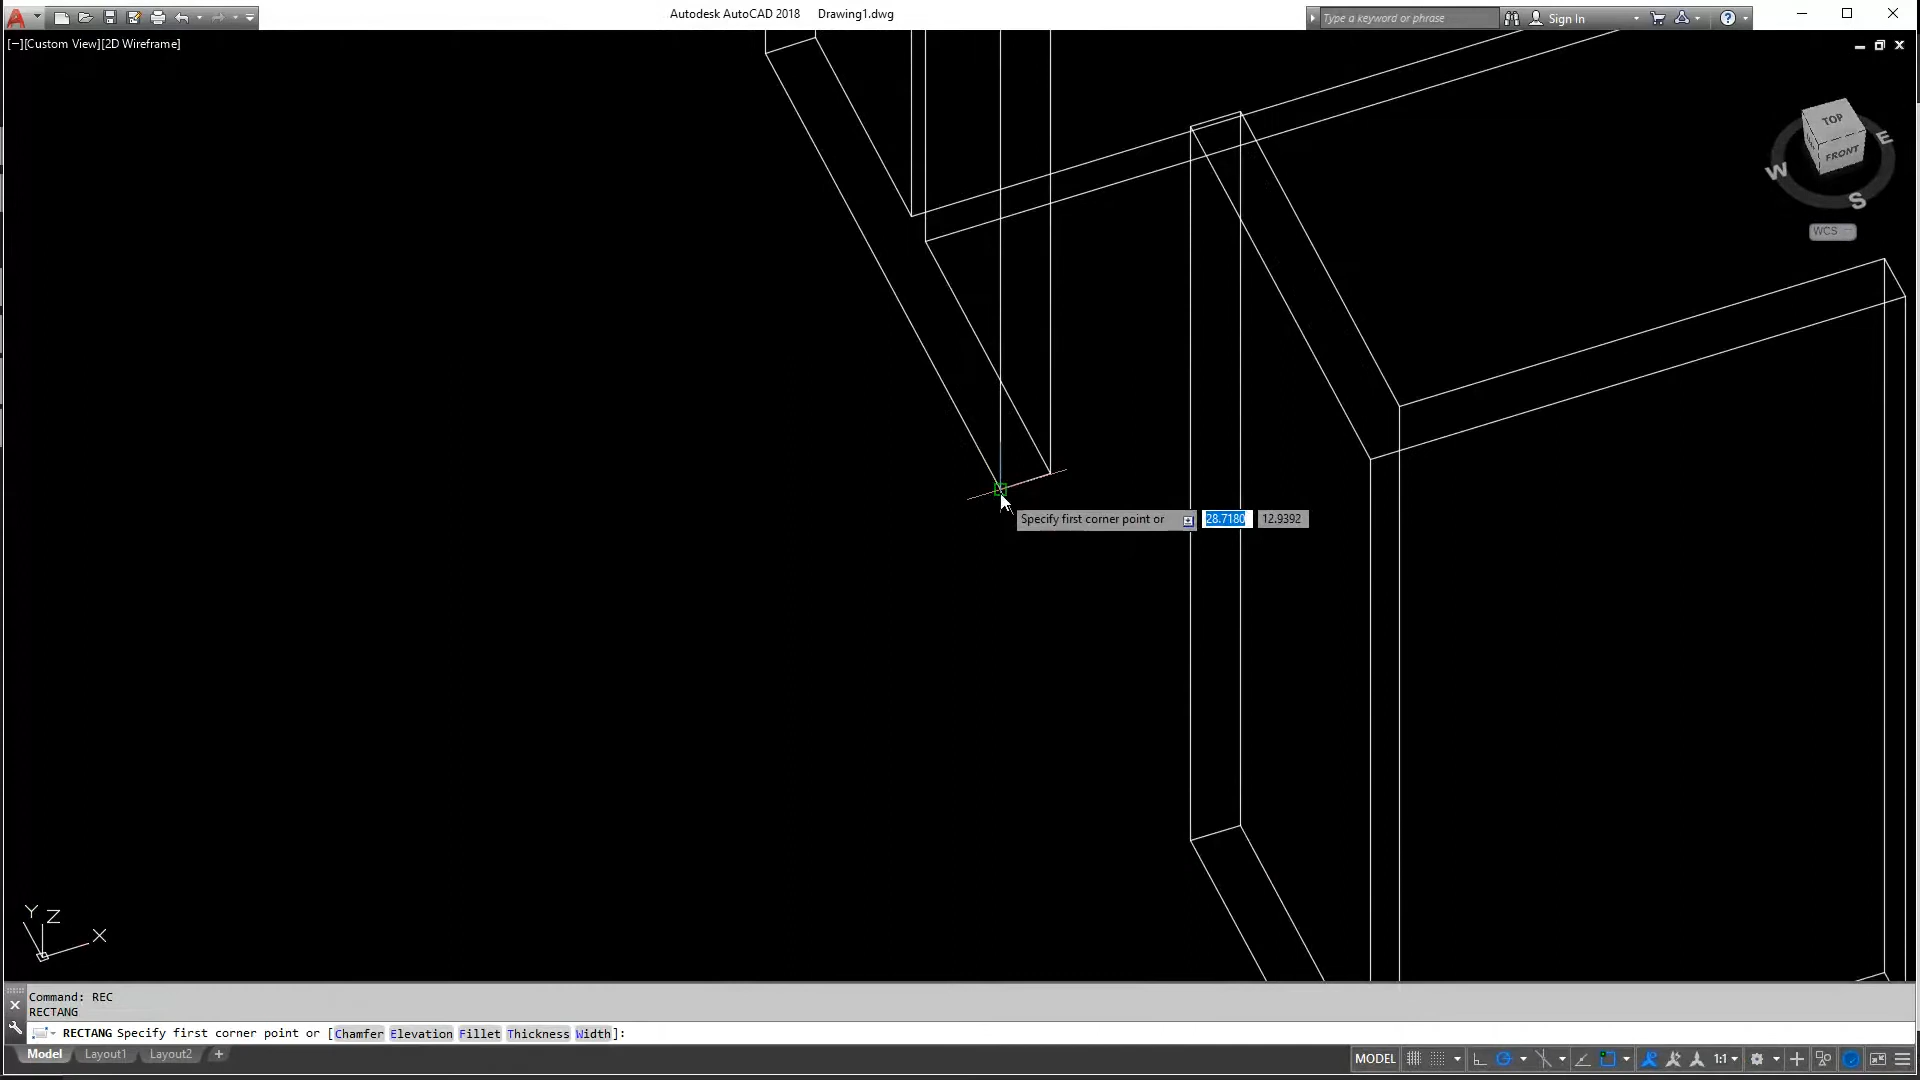 Autodesk AutoCAD 2018 Drawing1.dwg
Type a keyword or phrase
Sign In
[−][Custom View][2D Wireframe]
TOP
FRONT
W
E
S
WCS
Specify first corner point or 28.7180 12.9392
Y Z
X
Command: REC
RECTANG
RECTANG Specify first corner point or [Chamfer Elevation Fillet Thickness Width]:
Model Layout1 Layout2 +
MODEL 1:1